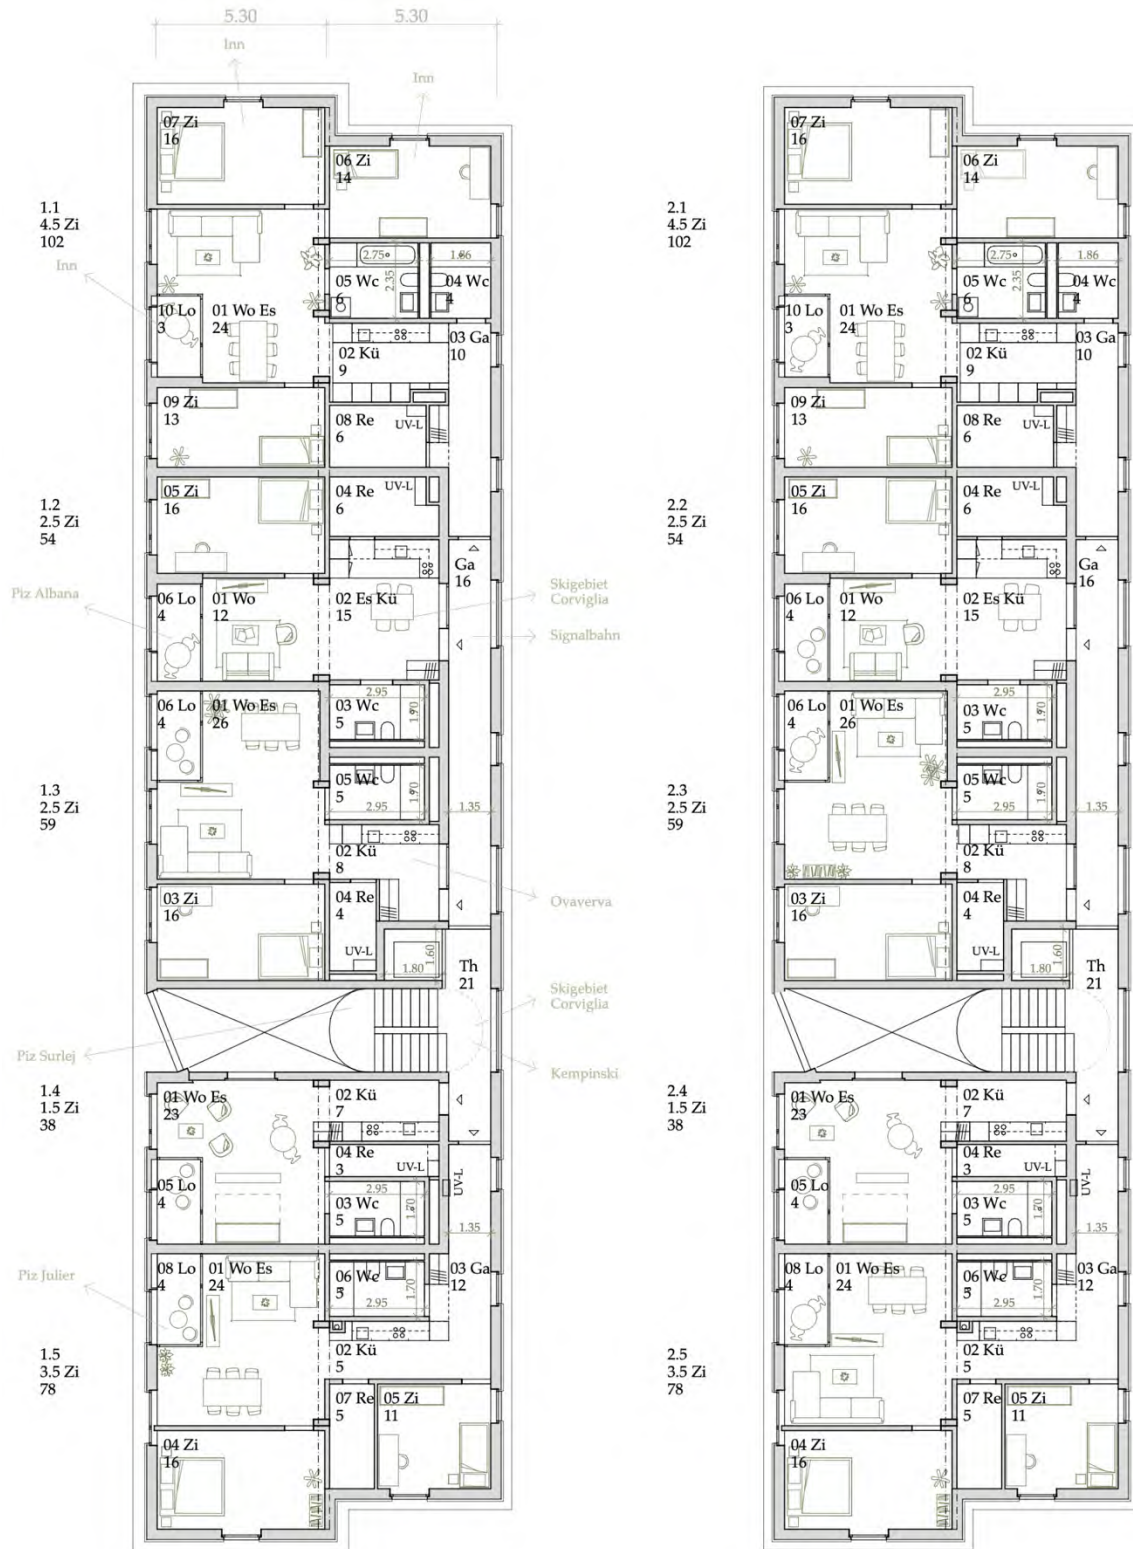 5.30
5.30
Inn
Inn
07 Zi
16
06 Zi
14
1.1
4.5 Zi
102
Inn
2.75
1.86
2.35
05 Wc
6
04 Wc
4
10 Lo
3
01 Wo Es
24
03 Ga
10
02 Kü
9
09 Zi
13
08 Re
6
UV-L
1.2
2.5 Zi
54
05 Zi
16
04 Re
6
UV-L
Ga
16
Piz Albana
06 Lo
4
01 Wo
12
02 Es Kü
15
Skigebiet
Corviglia
Signalbahn
06 Lo
4
01 Wo Es
26
2.95
1.70
03 Wc
5
1.3
2.5 Zi
59
05 Wc
5
1.70
2.95
1.35
02 Kü
8
Ovaverva
03 Zi
16
04 Re
4
UV-L
1.80
1.60
Th
21
Skigebiet
Corviglia
Piz Surlej
Kempinski
1.4
1.5 Zi
38
01 Wo Es
23
02 Kü
7
04 Re
3
UV-L
UV-L
05 Lo
4
2.95
1.70
03 Wc
5
1.35
Piz Julier
08 Lo
4
01 Wo Es
24
06 Wc
5
1.70
2.95
03 Ga
12
1.5
3.5 Zi
78
02 Kü
5
07 Re
5
05 Zi
11
04 Zi
16
07 Zi
16
06 Zi
14
2.1
4.5 Zi
102
2.75
1.86
2.35
05 Wc
6
04 Wc
4
10 Lo
3
01 Wo Es
24
03 Ga
10
02 Kü
9
09 Zi
13
08 Re
6
UV-L
2.2
2.5 Zi
54
05 Zi
16
04 Re
6
UV-L
Ga
16
06 Lo
4
01 Wo
12
02 Es Kü
15
06 Lo
4
01 Wo Es
26
2.95
1.70
03 Wc
5
2.3
2.5 Zi
59
05 Wc
5
1.70
2.95
1.35
02 Kü
8
03 Zi
16
04 Re
4
UV-L
1.80
1.60
Th
21
2.4
1.5 Zi
38
01 Wo Es
23
02 Kü
7
04 Re
3
UV-L
UV-L
05 Lo
4
2.95
1.70
03 Wc
5
1.35
08 Lo
4
01 Wo Es
24
06 Wc
5
1.70
2.95
03 Ga
12
2.5
3.5 Zi
78
02 Kü
5
07 Re
5
05 Zi
11
04 Zi
16